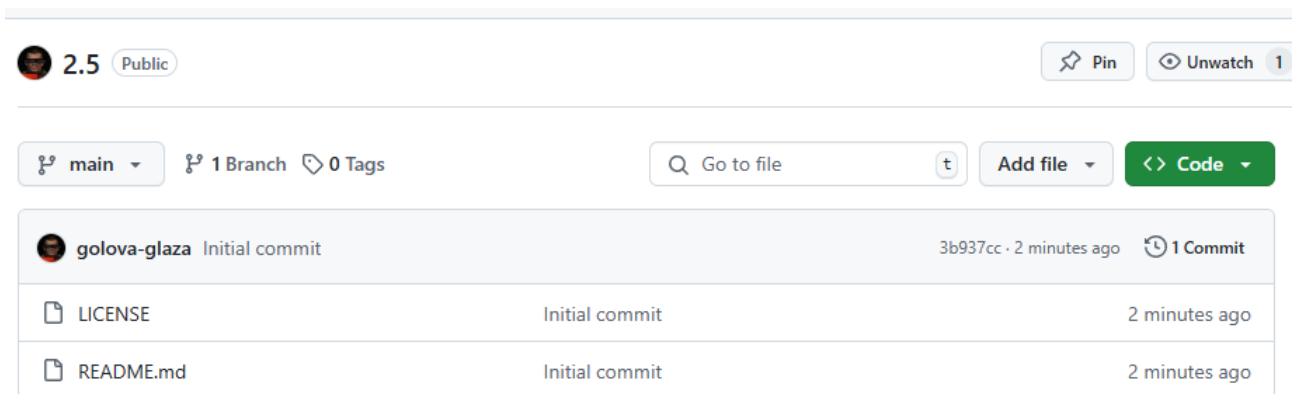 2.5 Public Pin Unwatch 1
main 1 Branch 0 Tags Go to file t Add file Code
golova-glaza Initial commit 3b937cc · 2 minutes ago 1 Commit
LICENSE Initial commit 2 minutes ago
README.md Initial commit 2 minutes ago